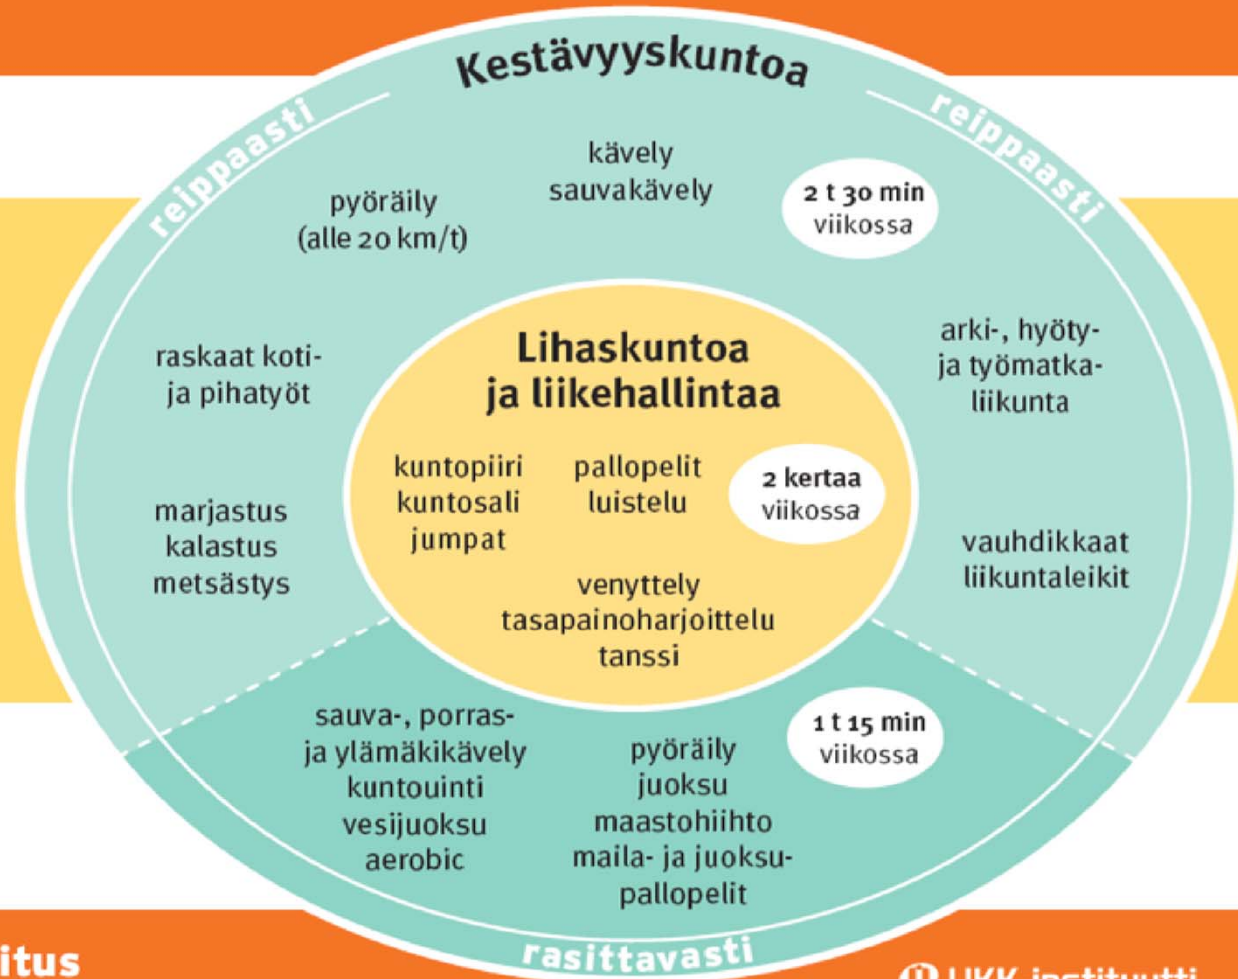 Kestävyyskuntoa
reippaasti
reippaasti
kävely
sauvakävely
2 t 30 min
viikossa
pyöräily
(alle 20 km/t)
raskaat koti-
ja pihatyöt
arki-, hyöty-
ja työmatka-
liikunta
marjastus
kalastus
metsästys
vauhdikkaat
liikuntaleikit
Lihaskuntoa
ja liikehallintaa
kuntopiiri
kuntosali
jumpat
pallopelit
luistelu
2 kertaa
viikossa
venyttely
tasapainoharjoittelu
tanssi
sauva-, porras-
ja ylämäkikävely
kuntouinti
vesijuoksu
aerobic
pyöräily
juoksu
maastohiihto
maila- ja juoksu-
pallopelit
1 t 15 min
viikossa
rasittavasti
itus
UKK-instituutti